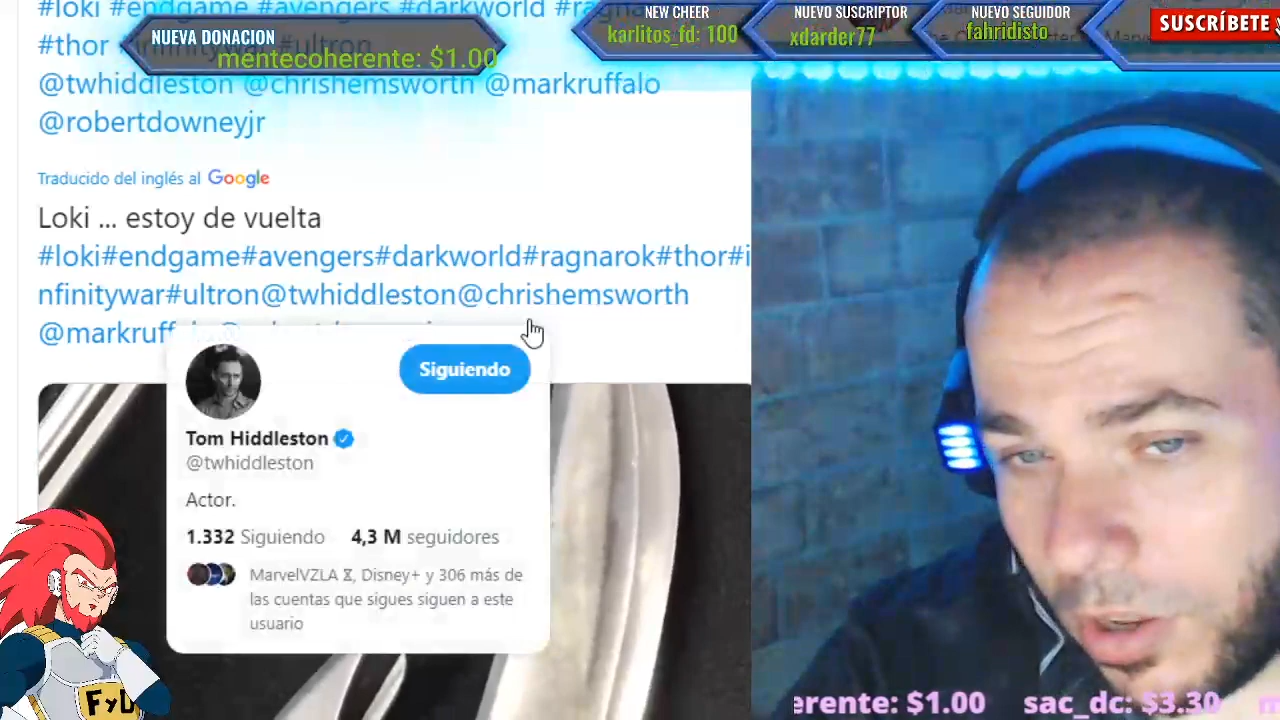 #loki #endgame #avengers #darkworld
#thor
NUEVA DONACION
mentecoherente: $1.00
NEW CHEER
karlitos_fd: 100
NUEVO SUSCRIPTOR
xdarder77
NUEVO SEGUIDOR
fahridisto
SUSCRÍBETE
@twhiddleston @chrishemsworth @markruffalo
@robertdowneyjr
Traducido del inglés al Google
Loki ... estoy de vuelta
#loki#endgame#avengers#darkworld#ragnarok#thor#i
nfinitywar#ultron@twhiddleston@chrishemsworth
@markruff
Siguiendo
Tom Hiddleston
@twhiddleston
Actor.
1.332 Siguiendo 4,3 M seguidores
MarvelVZLA, Disney+ y 306 más de
las cuentas que sigues siguen a este
usuario
FyD
erente: $1.00 sac_dc: $3.30